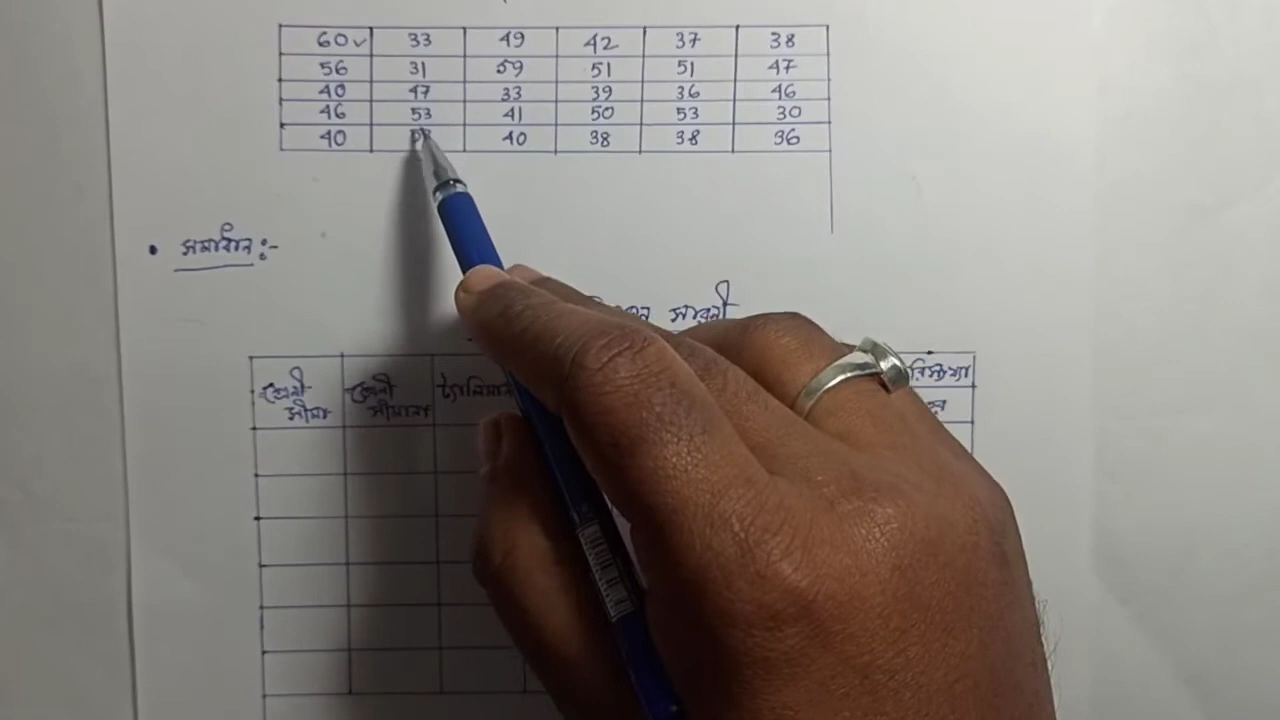 60✓ 33 49 42 37 38
56 31 59 51 51 47
40 47 33 39 36 46
46 53 41 50 53 30
40 40 38 38 36
• সমাধান :-
সারণী
শ্রেণী শ্রেণী ট্যালিমার্ক
সীমা সীমানা